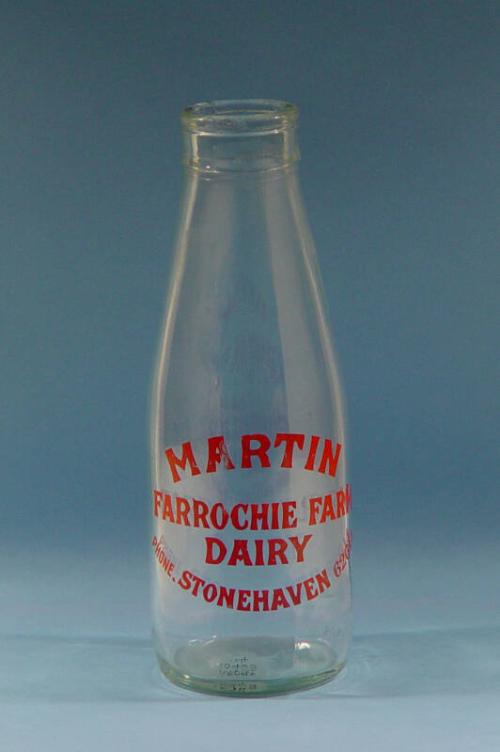 MARTIN
FARROCHIE FARM
DAIRY
PHONE. STONEHAVEN